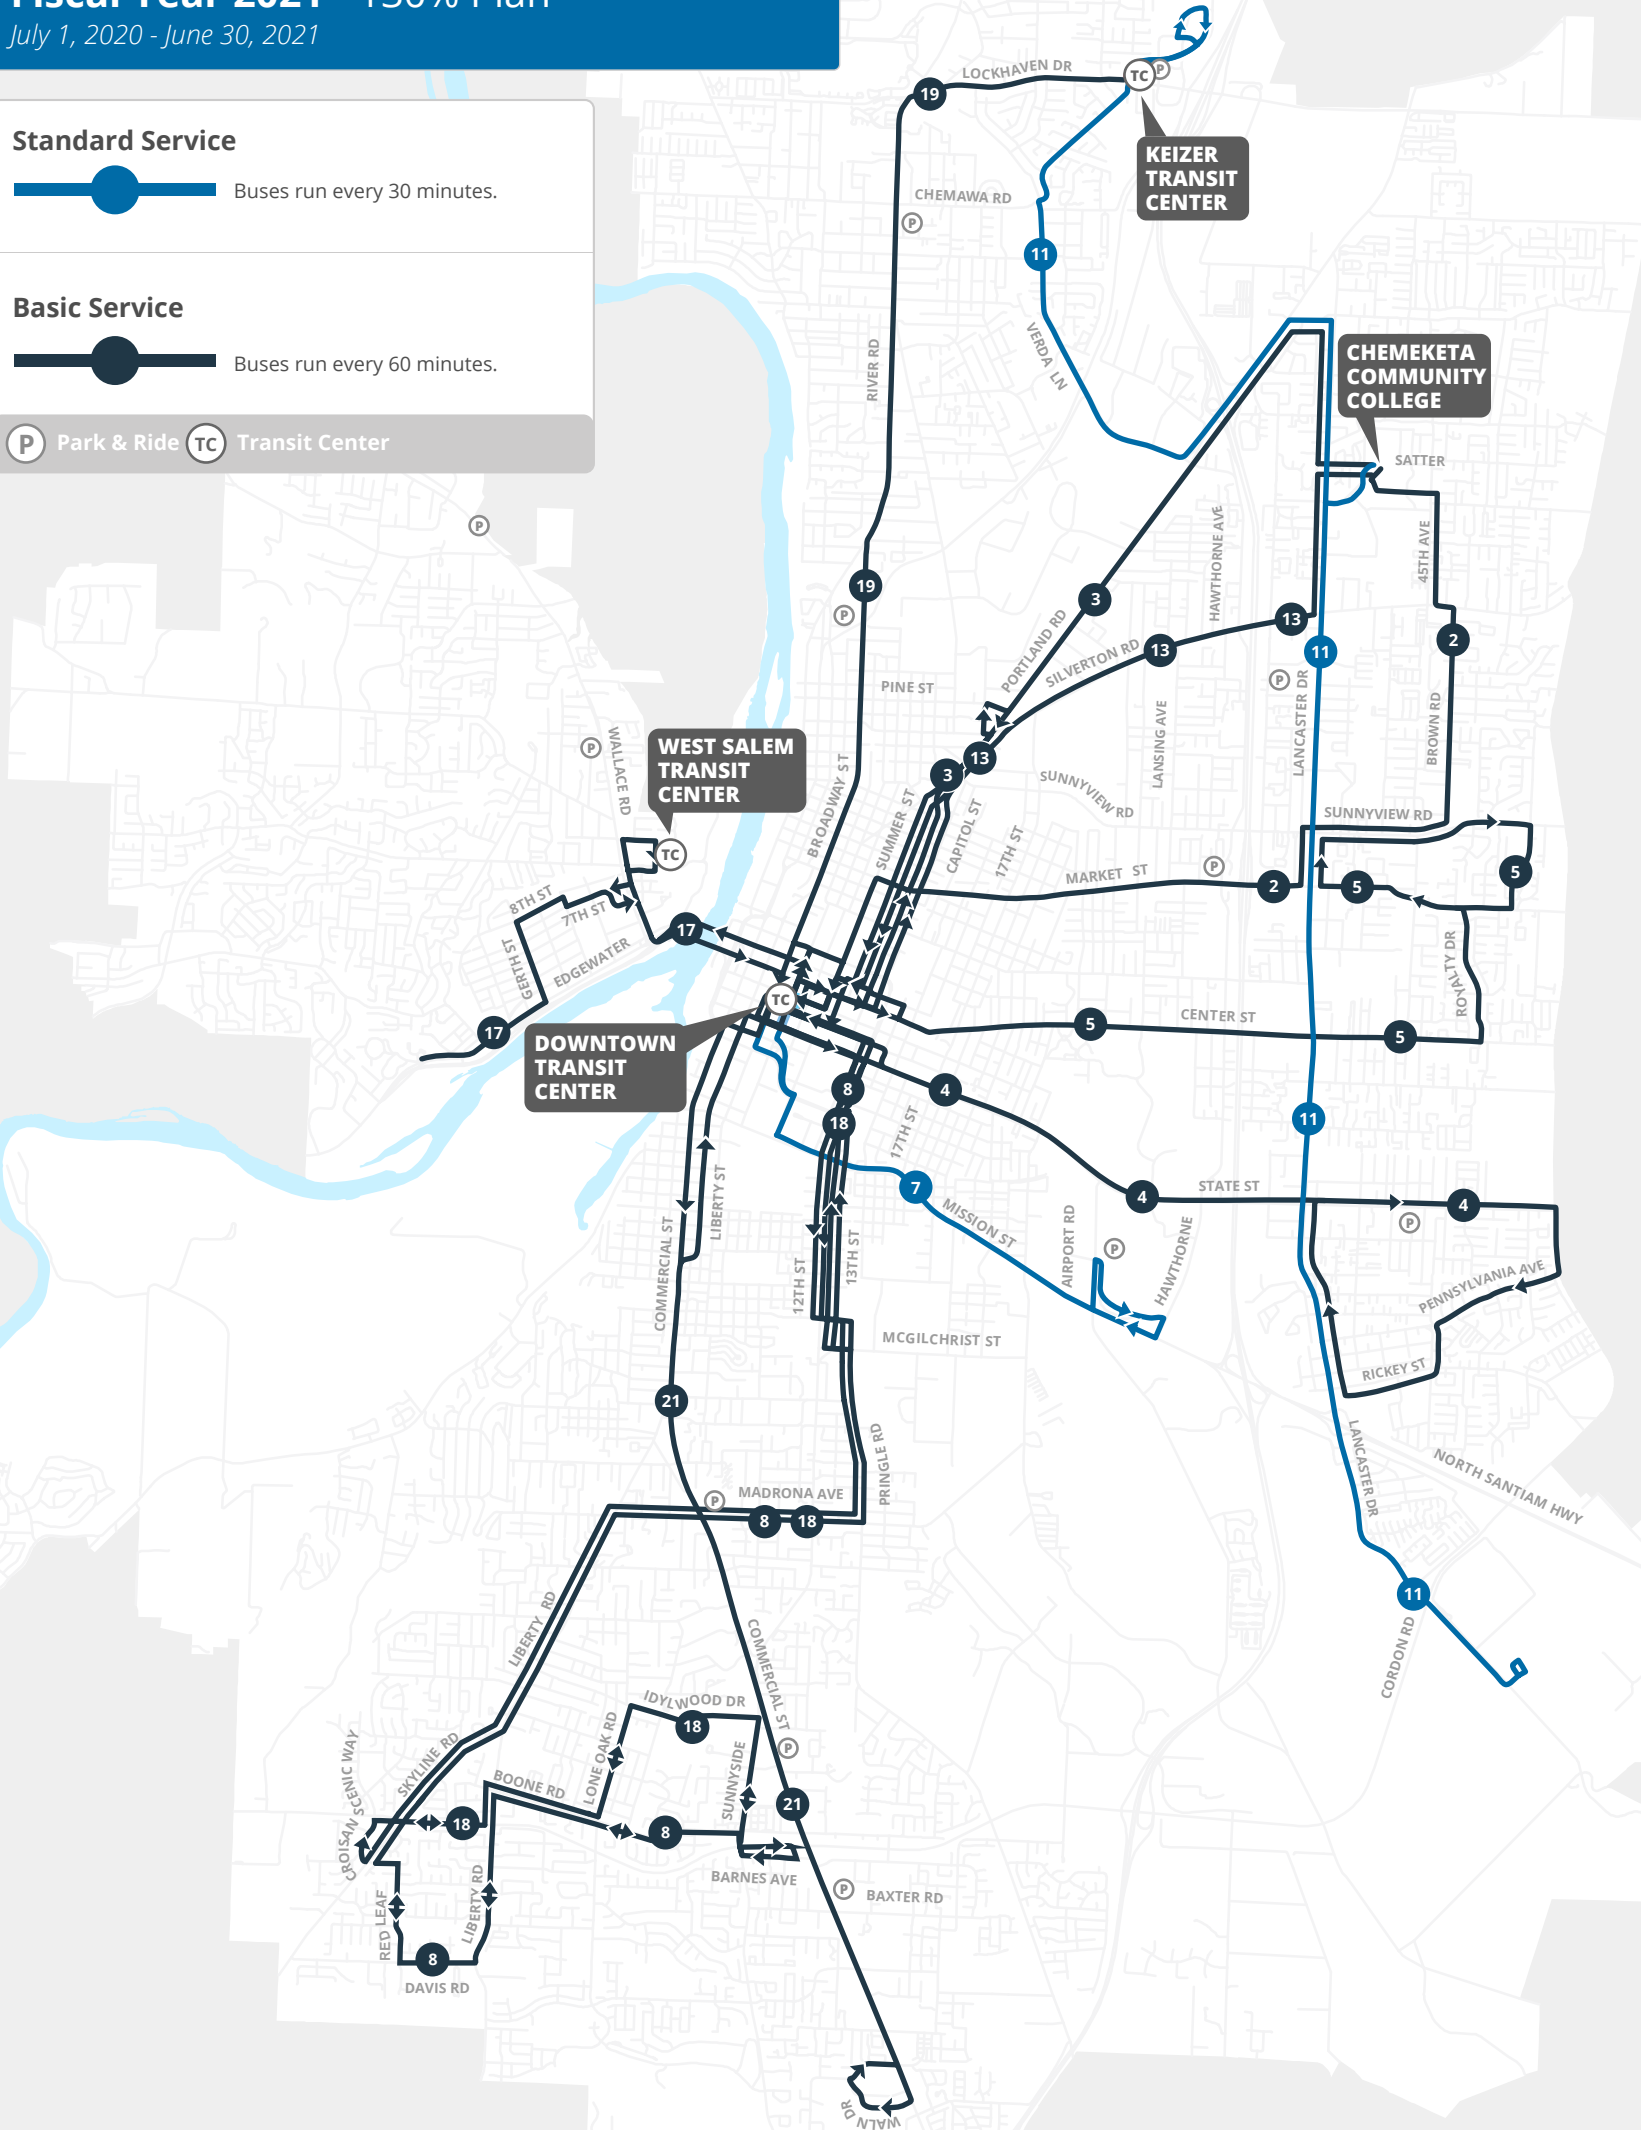 Fiscal Year 2021 - 150% Plan
July 1, 2020 - June 30, 2021
Standard Service
Buses run every 30 minutes.
Basic Service
Buses run every 60 minutes.
P Park & Ride TC Transit Center
TC P
LOCKHAVEN DR
19
KEIZER
TRANSIT
CENTER
CHEMAWA RD
P
11
VERDA LN
RIVER RD
CHEMEKETA
COMMUNITY
COLLEGE
SATTER
P
HAWTHORNE AVE
45TH AVE
19
P
3
PORTLAND RD
13
SILVERTON RD
13
11
2
P
PINE ST
LANCASTER DR
BROWN RD
LANSING AVE
WALLACE RD
P
WEST SALEM
TRANSIT
CENTER
TC
13
3
SUNNYVIEW RD
SUNNYVIEW RD
BROADWAY ST
SUMMER ST
CAPITOL ST
17TH ST
MARKET ST
P
2
5
5
8TH ST
7TH ST
GERTH ST
EDGEWATER
17
17
ROYALTY DR
TC
DOWNTOWN
TRANSIT
CENTER
5
CENTER ST
5
8
4
18
17TH ST
11
LIBERTY ST
COMMERCIAL ST
7
MISSION ST
4
STATE ST
4
P
AIRPORT RD
P
HAWTHORNE
12TH ST
13TH ST
PENNSYLVANIA AVE
MCGILCHRIST ST
RICKEY ST
21
PRINGLE RD
LANCASTER DR
NORTH SANTIAM HWY
P
MADRONA AVE
8
18
11
CORDON RD
LIBERTY RD
COMMERCIAL ST
IDYLWOOD DR
18
LONE OAK RD
SUNNYSIDE
P
CROISAN SCENIC WAY
SKYLINE RD
BOONE RD
18
8
21
BARNES AVE
P
BAXTER RD
RED LEAF
LIBERTY RD
8
DAVIS RD
WALN DR